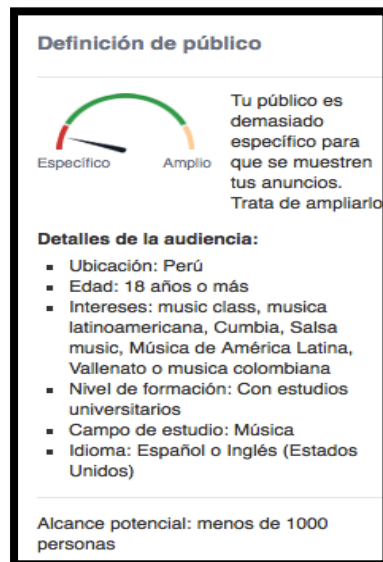 Definición de público
Tu público es
demasiado
específico para
que se muestren
tus anuncios.
Trata de ampliarlo
Específico
Amplio
Detalles de la audiencia:
Ubicación: Perú
Edad: 18 años o más
Intereses: music class, musica
latinoamericana, Cumbia, Salsa
music, Música de América Latina,
Vallenato o musica colombiana
Nivel de formación: Con estudios
universitarios
Campo de estudio: Música
Idioma: Español o Inglés (Estados
Unidos)
Alcance potencial: menos de 1000
personas